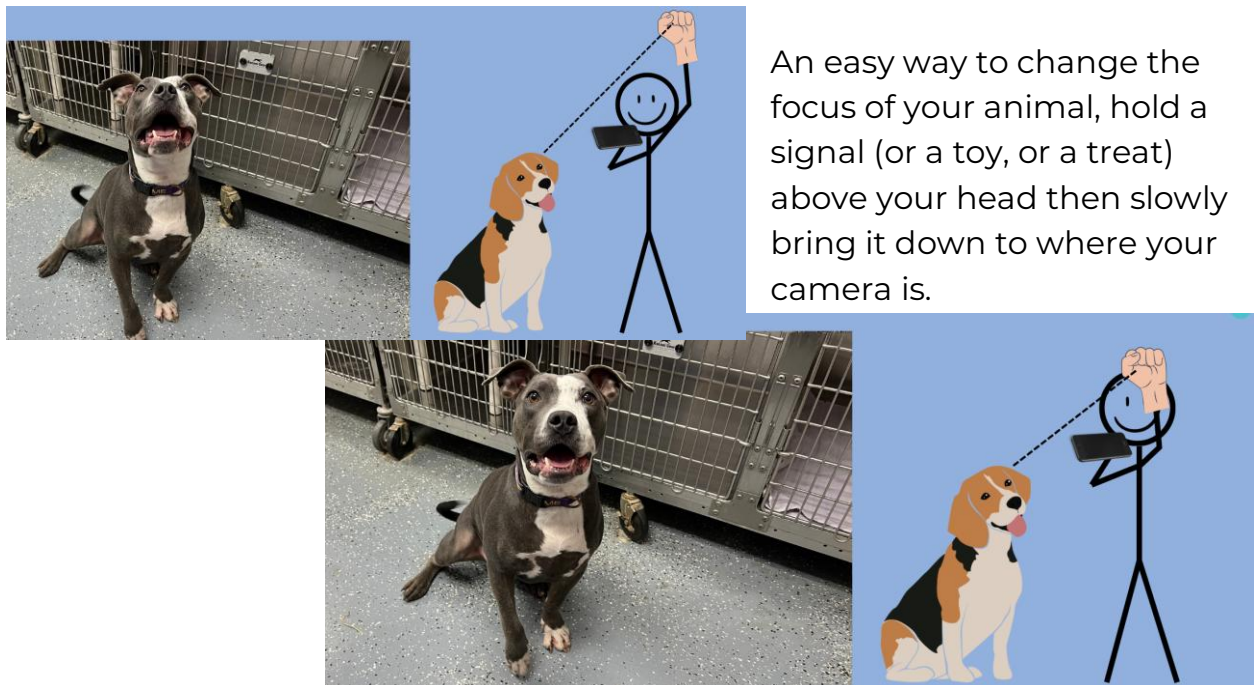 An easy way to change the
focus of your animal, hold a
signal (or a toy, or a treat)
above your head then slowly
bring it down to where your
camera is.